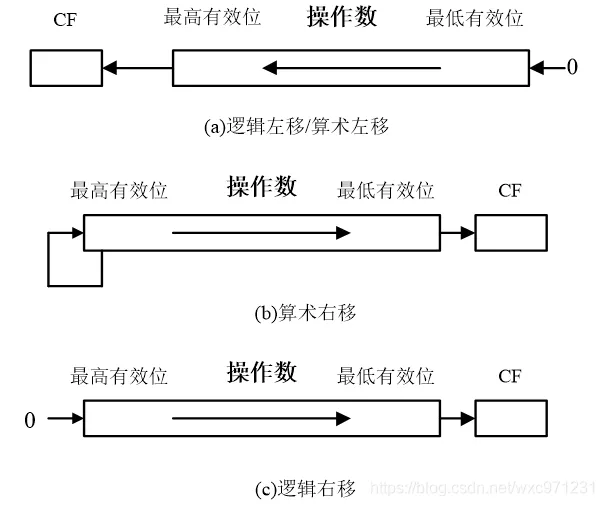 CF 最高有效位 操作数 最低有效位
0
(a)逻辑左移/算术左移
最高有效位 操作数 最低有效位 CF
(b)算术右移
最高有效位 操作数 最低有效位 CF
0
(c)逻辑右移
https://blog.csdn.net/wxc971231